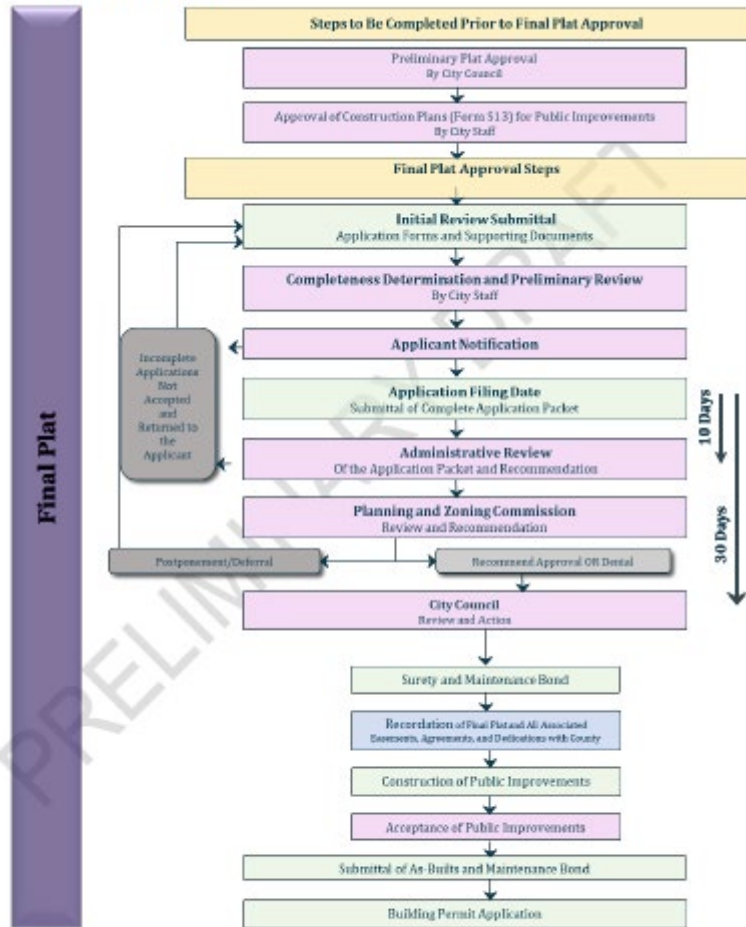 Steps to Be Completed Prior to Final Plat Approval
Preliminary Plat Approval
By City Council
Approval of Construction Plans (Form S13) for Public Improvements
By City Staff
Final Plat Approval Steps
Initial Review Submittal
Application Forms and Supporting Documents
Completeness Determination and Preliminary Review
By City Staff
Applicant Notification
Incomplete
Applications
Not
Accepted
and
Returned to
the
Applicant
Application Filing Date
Submittal of Complete Application Packet
Administrative Review
Of the Application Packet and Recommendation
Planning and Zoning Commission
Review and Recommendation
Postponement/Deferral
Recommend Approval OR Denial
City Council
Review and Action
Surety and Maintenance Bond
Recordation of Final Plat and All Associated
Easements, Agreements, and Dedications with County
Construction of Public Improvements
Acceptance of Public Improvements
Submittal of As-Builts and Maintenance Bond
Building Permit Application
Final Plat
10 Days
30 Days
PRELIMINARY DRAFT